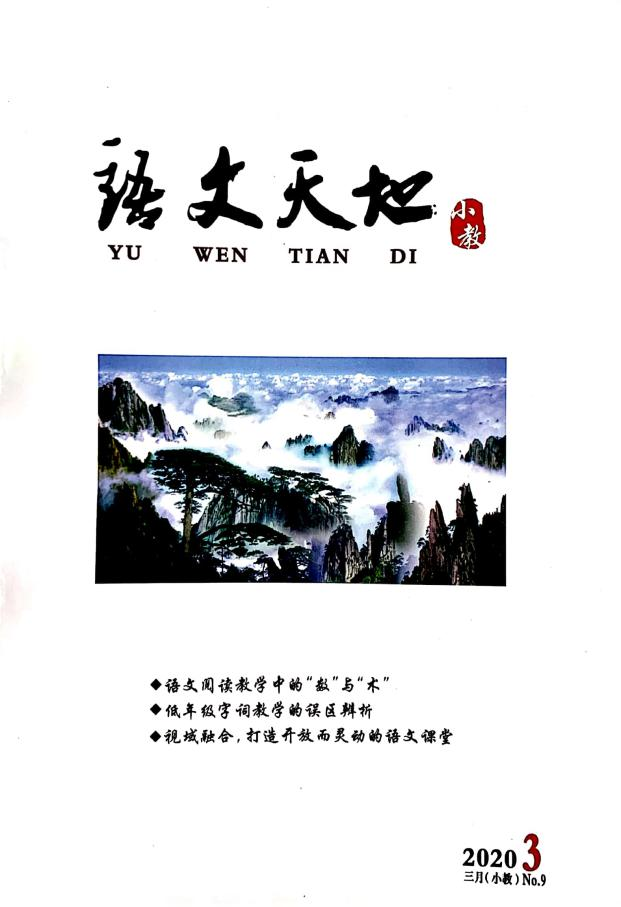 语文天地
小教
YU WEN TIAN DI
◆语文阅读教学中的“数”与“术”
◆低年级字词教学的误区辨析
◆视域融合，打造开放而灵动的语文课堂
2020 3
三月(小教)No.9